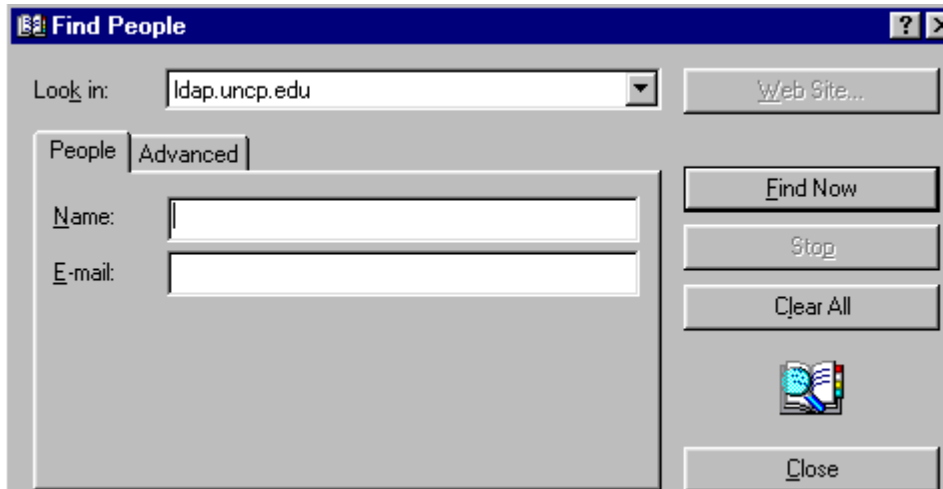 Find People
Look in: ldap.uncp.edu Web Site...
People Advanced
Find Now
Name:
Stop
E-mail:
Clear All
Close